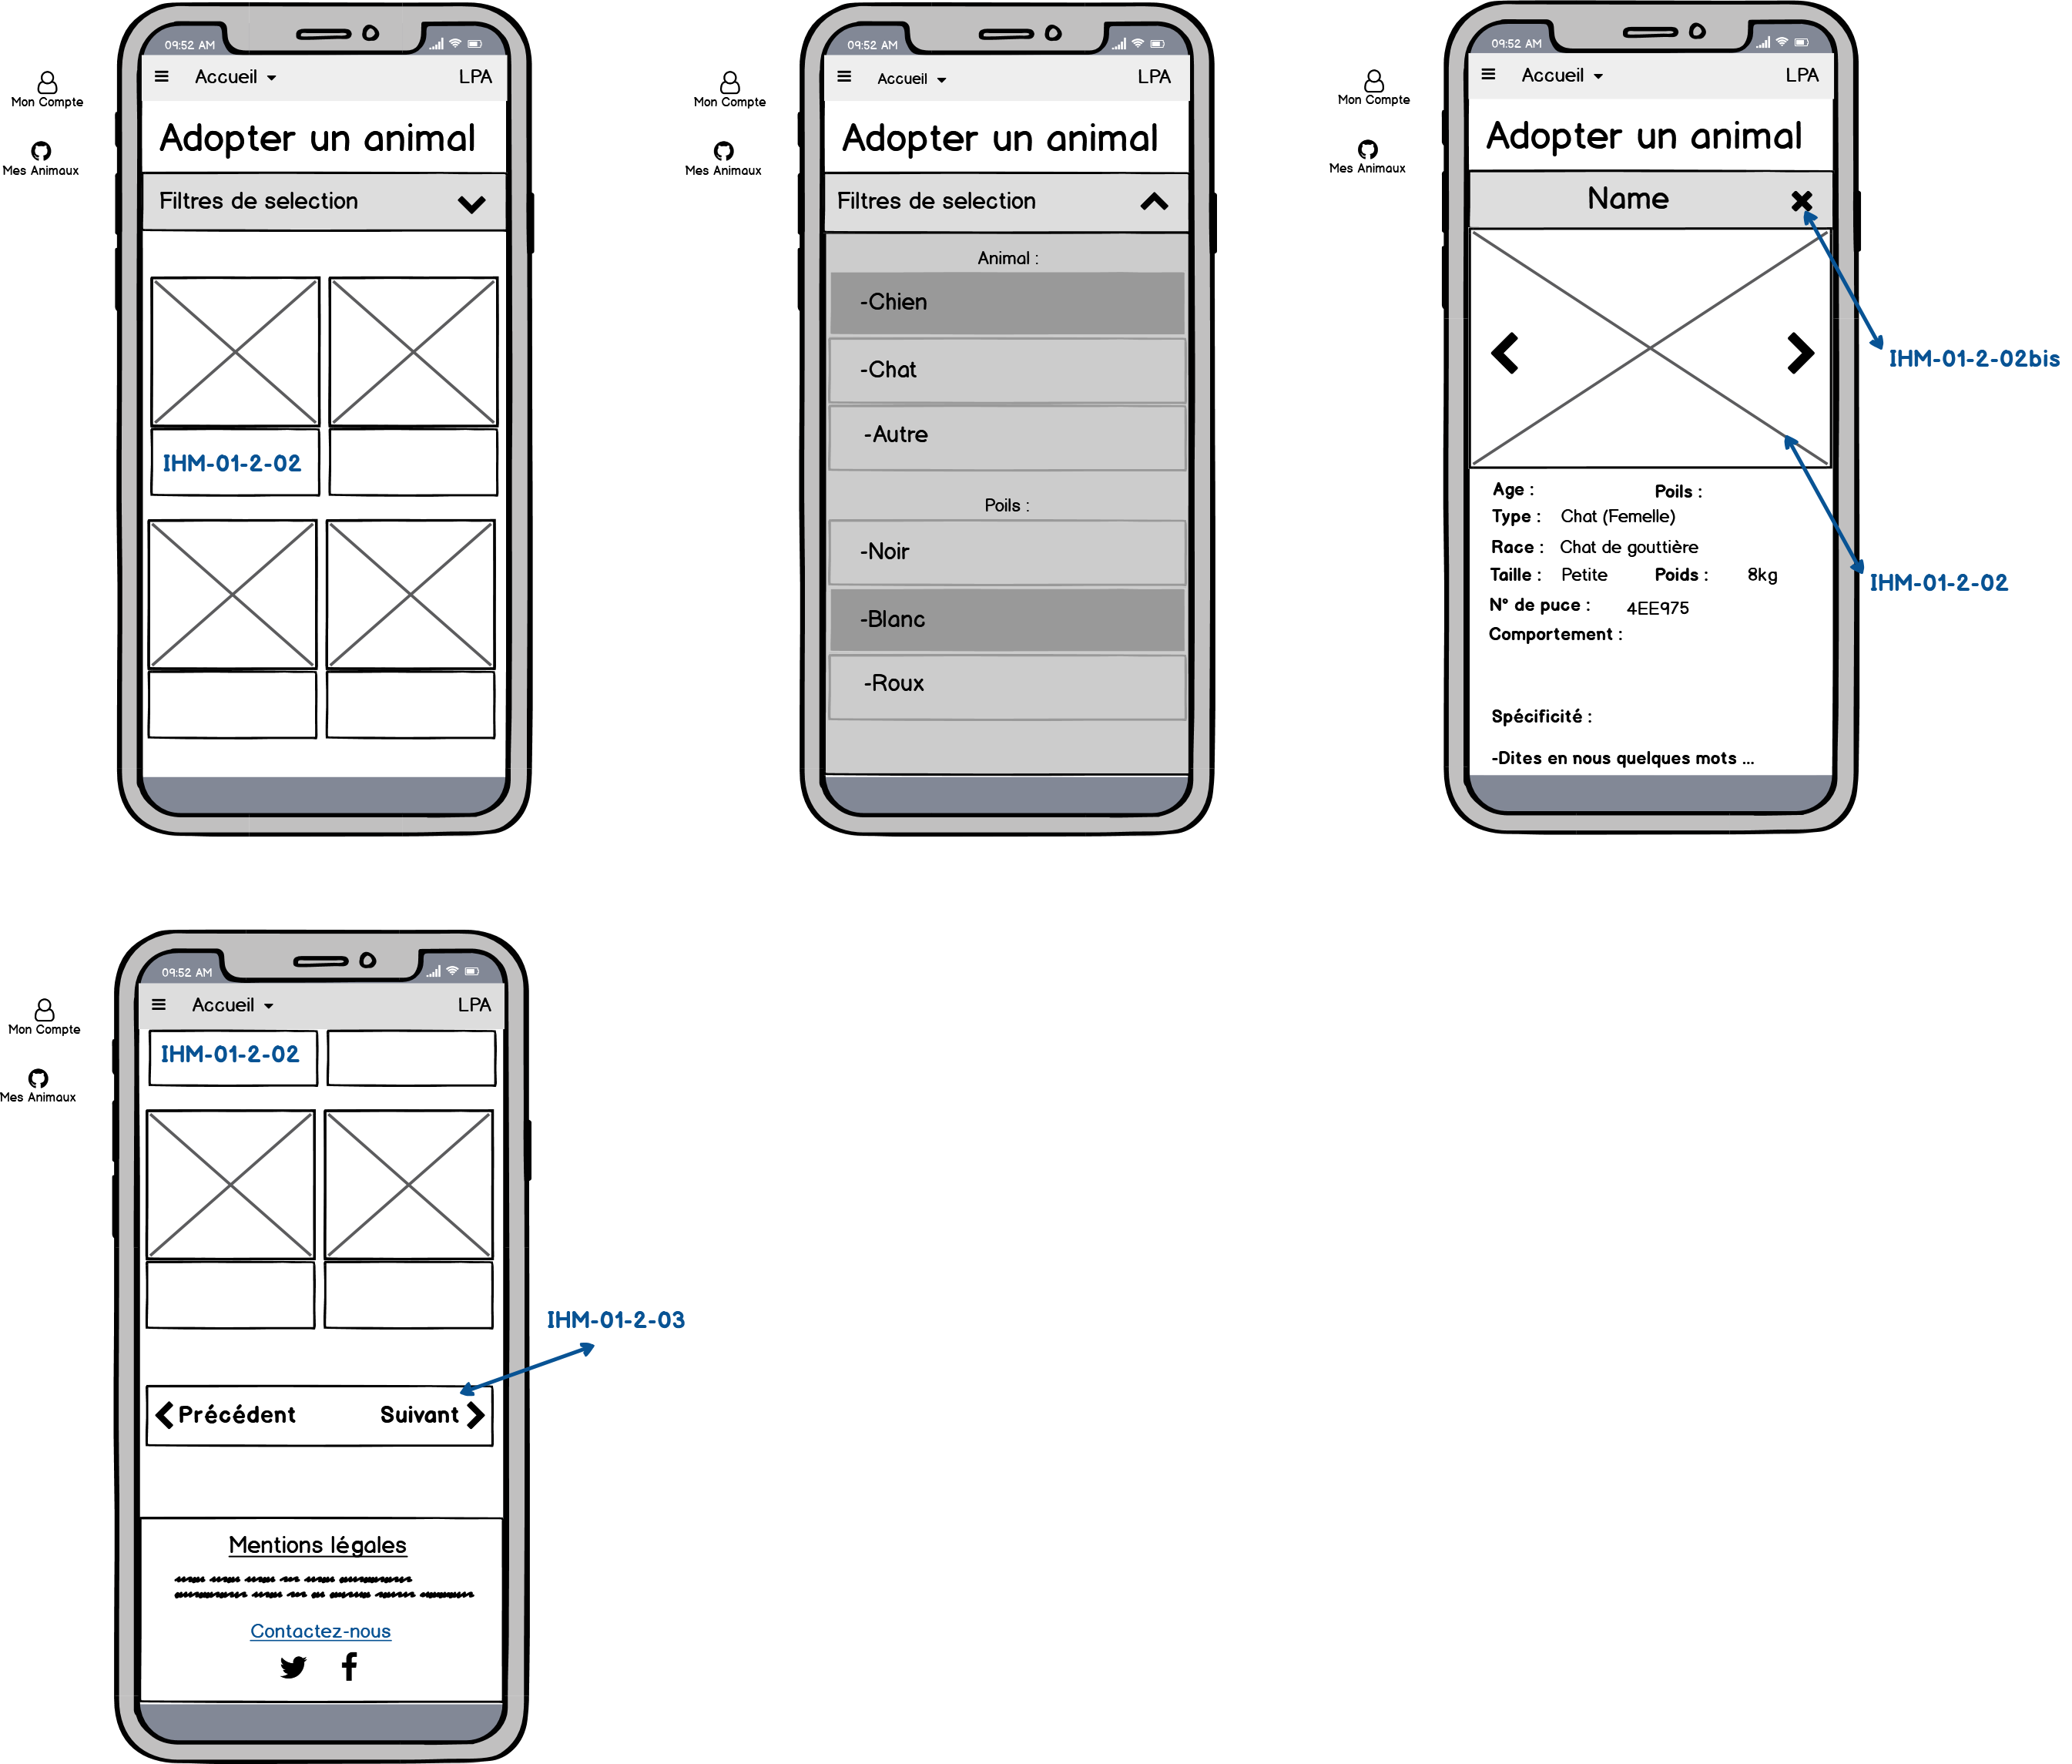 09:52 AM
Accueil
LPA
Mon Compte
Mes Animaux
Adopter un animal
Filtres de selection
IHM-01-2-02
09:52 AM
Accueil
LPA
Mon Compte
Mes Animaux
Adopter un animal
Filtres de selection
Animal :
-Chien
-Chat
-Autre
Poils :
-Noir
-Blanc
-Roux
09:52 AM
Accueil
LPA
Mon Compte
Mes Animaux
Adopter un animal
Name
IHM-01-2-02bis
Age : Poils :
Type : Chat (Femelle)
Race : Chat de gouttière
Taille : Petite Poids : 8kg
IHM-01-2-02
N° de puce : 4EE975
Comportement :
Spécificité :
-Dites en nous quelques mots ...
09:52 AM
Accueil
LPA
Mon Compte
Mes Animaux
IHM-01-2-02
IHM-01-2-03
Précédent Suivant
Mentions légales
Contactez-nous